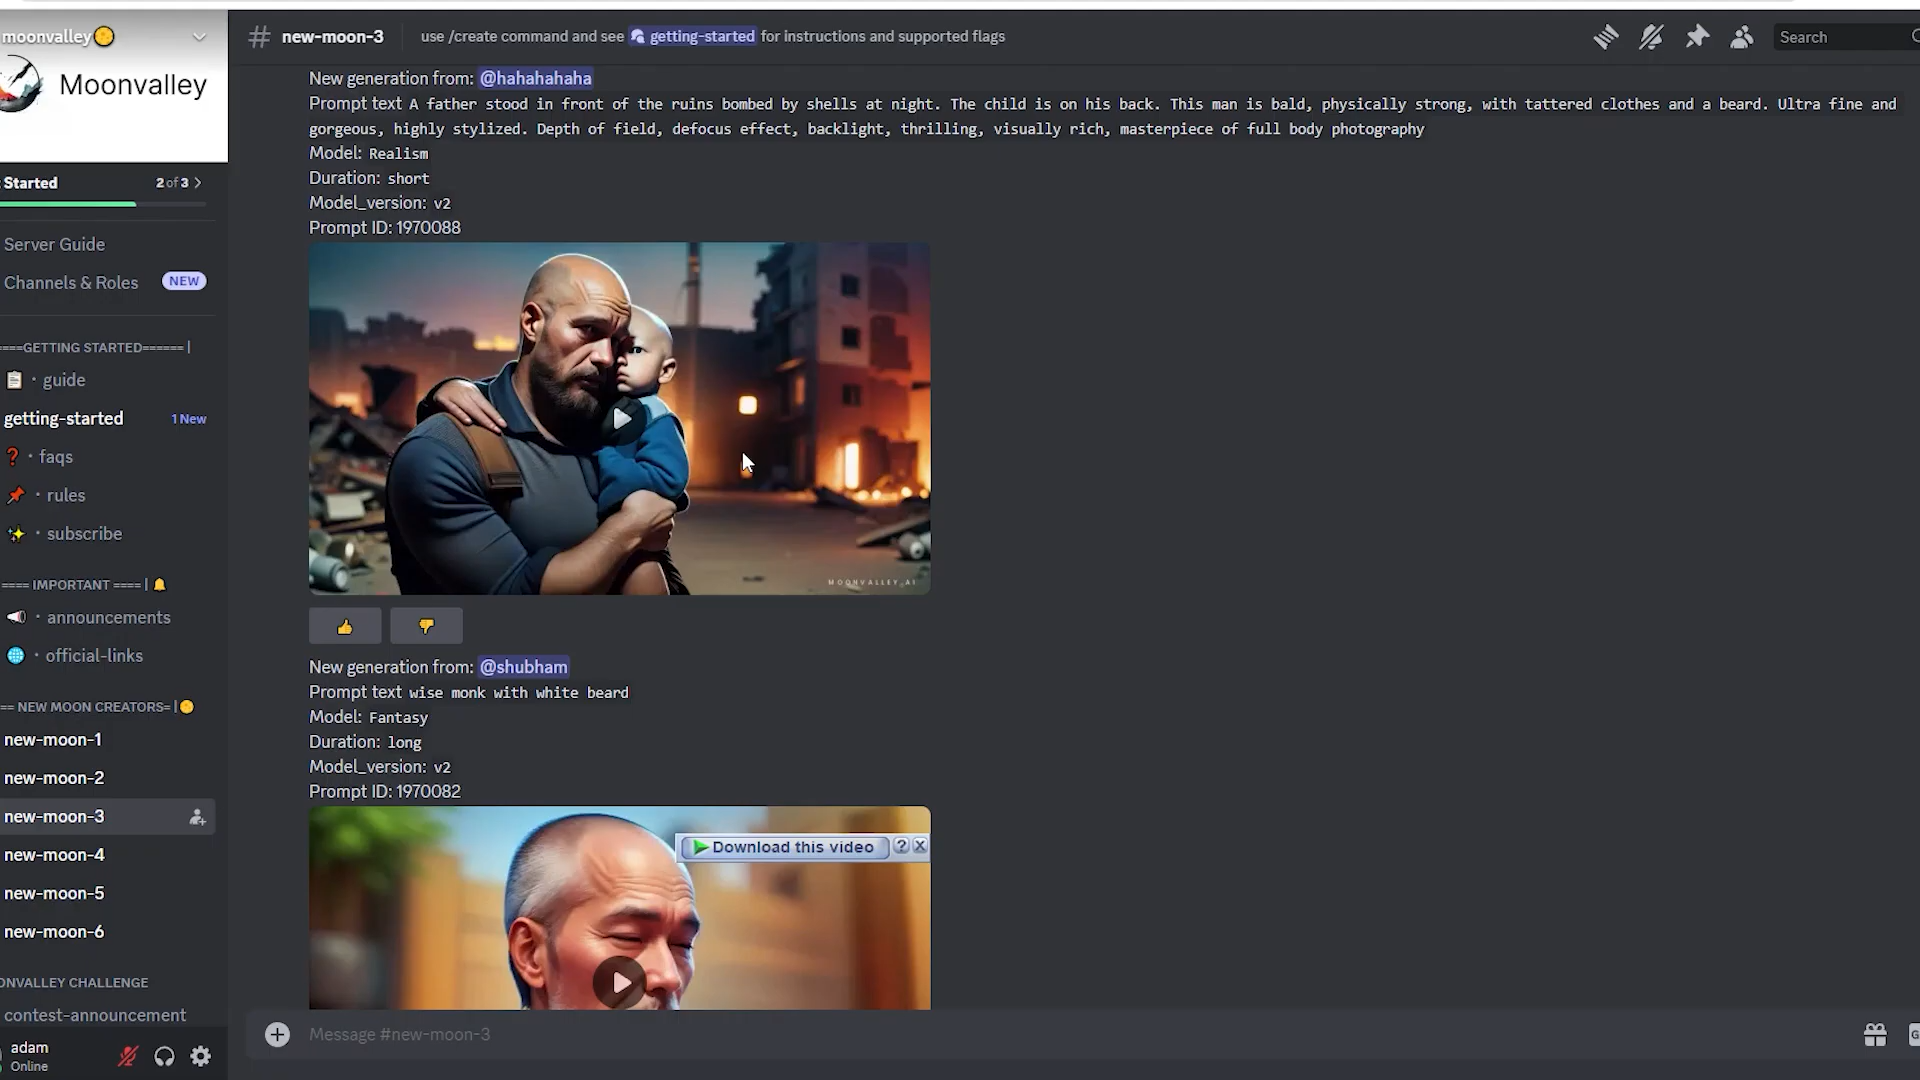 moonvalley
Moonvalley
Started 2 of 3
Server Guide
Channels & Roles NEW
====GETTING STARTED====== |
guide
getting-started 1 New
faqs
rules
subscribe
==== IMPORTANT ==== |
announcements
official-links
== NEW MOON CREATORS= |
new-moon-1
new-moon-2
new-moon-3
new-moon-4
new-moon-5
new-moon-6
ONVALLEY CHALLENGE
contest-announcement
adam
Online
# new-moon-3 use /create command and see getting-started for instructions and supported flags
Search
New generation from: @hahahahaha
Prompt text A father stood in front of the ruins bombed by shells at night. The child is on his back. This man is bald, physically strong, with tattered clothes and a beard. Ultra fine and
gorgeous, highly stylized. Depth of field, defocus effect, backlight, thrilling, visually rich, masterpiece of full body photography
Model: Realism
Duration: short
Model_version: v2
Prompt ID: 1970088
MOONVALLEY.AI
New generation from: @shubham
Prompt text wise monk with white beard
Model: Fantasy
Duration: long
Model_version: v2
Prompt ID: 1970082
Download this video ? X
Message #new-moon-3